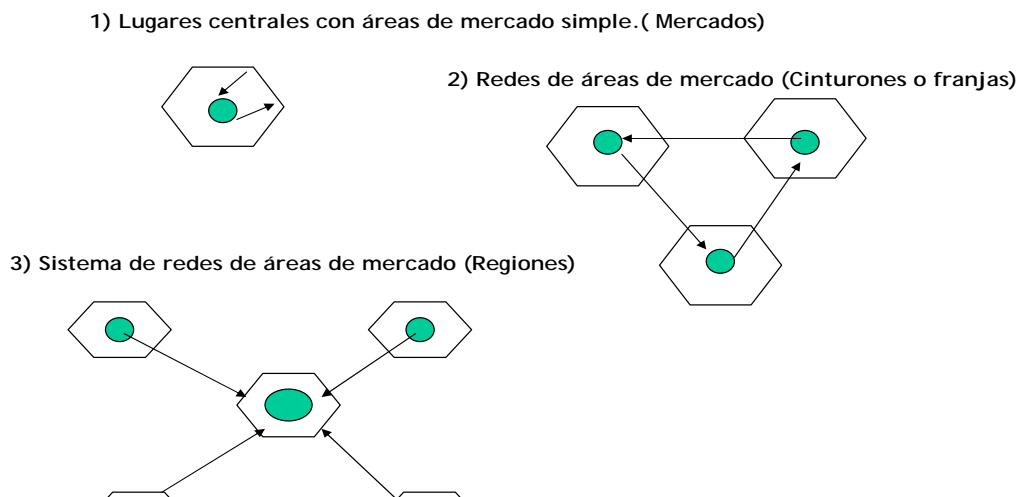 1) Lugares centrales con áreas de mercado simple.( Mercados)
2) Redes de áreas de mercado (Cinturones o franjas)
3) Sistema de redes de áreas de mercado (Regiones)